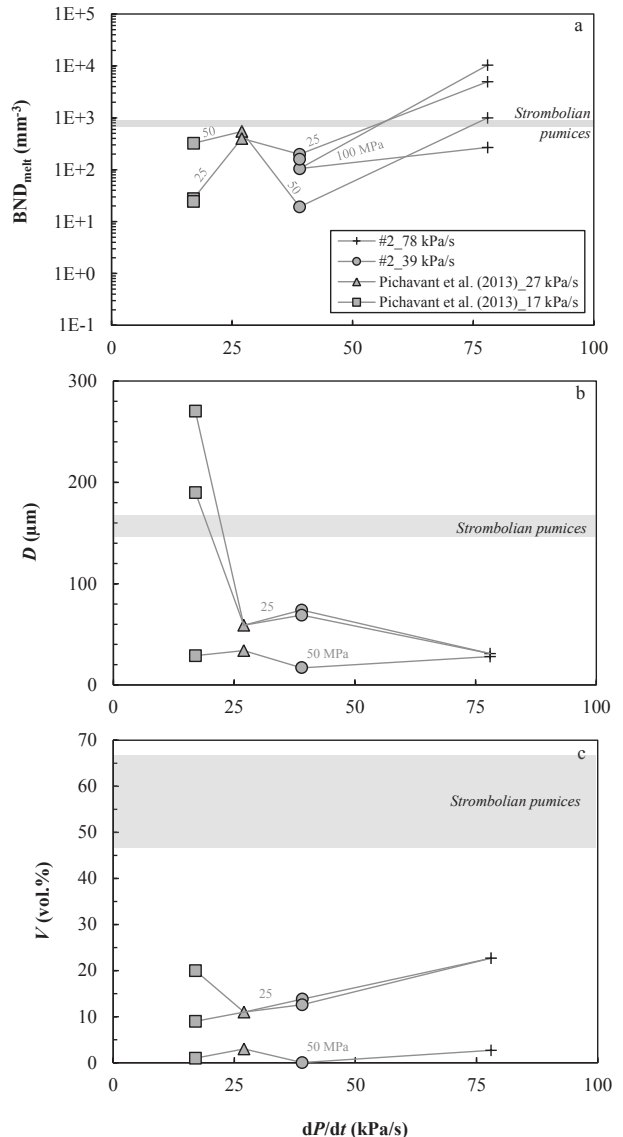 a
1E+5
1E+4
1E+3
1E+2
1E+1
1E+0
1E-1
BNDmelt (mm-3)
50
25
25
50
100 MPa
Strombolian
pumices
#2_78 kPa/s
#2_39 kPa/s
Pichavant et al. (2013)_27 kPa/s
Pichavant et al. (2013)_17 kPa/s
0
25
50
75
100
b
300
200
100
0
D (μm)
Strombolian pumices
25
50 MPa
0
25
50
75
100
c
70
60
50
40
30
20
10
0
V (vol.%)
Strombolian pumices
25
50 MPa
0
25
50
75
100
dP/dt (kPa/s)